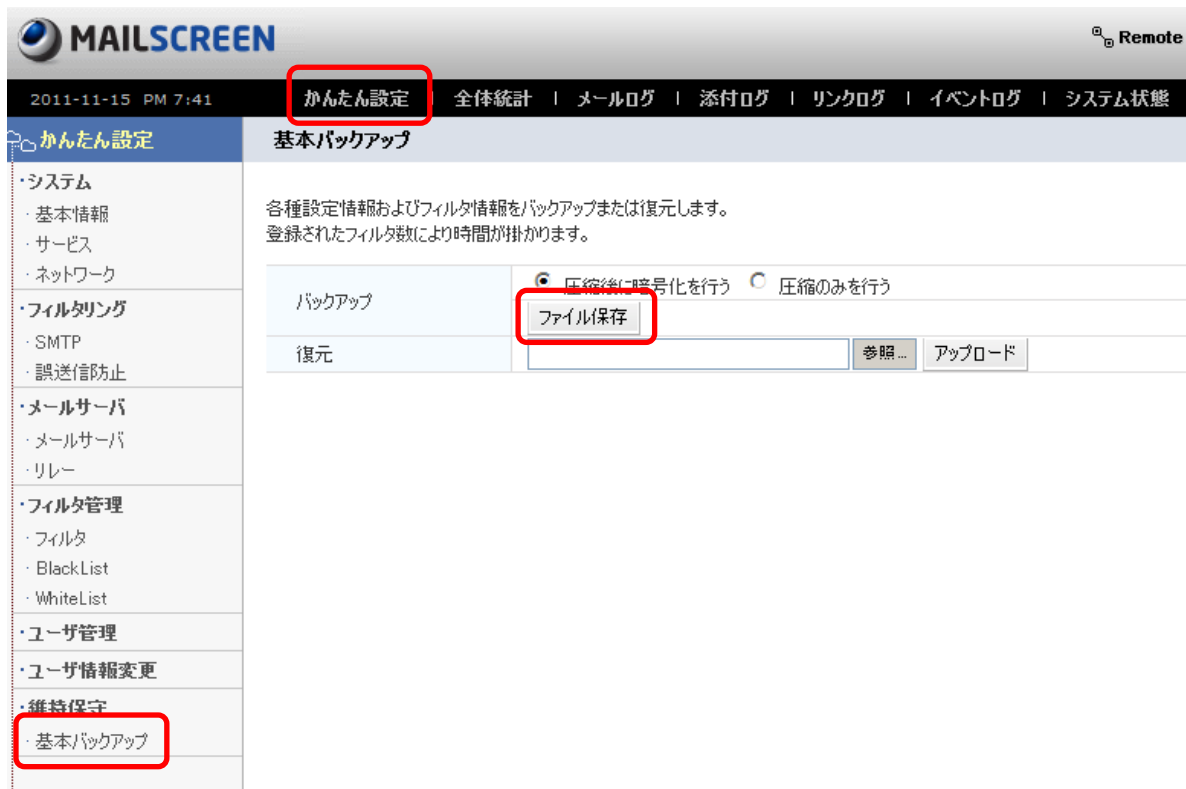 MAILSCREEN
Remote
2011-11-15 PM 7:41
かんたん設定 | 全体統計 | メールログ | 添付ログ | リンクログ | イベントログ | システム状態
かんたん設定
基本バックアップ
・システム
・基本情報
・サービス
・ネットワーク
・フィルタリング
・SMTP
・誤送信防止
・メールサーバ
・メールサーバ
・リレー
・フィルタ管理
・フィルタ
・BlackList
・WhiteList
・ユーザ管理
・ユーザ情報変更
・維持保守
・基本バックアップ
各種設定情報およびフィルタ情報をバックアップまたは復元します。
登録されたフィルタ数により時間が掛かります。
バックアップ
圧縮後に暗号化を行う 圧縮のみを行う
ファイル保存
復元
参照... アップロード